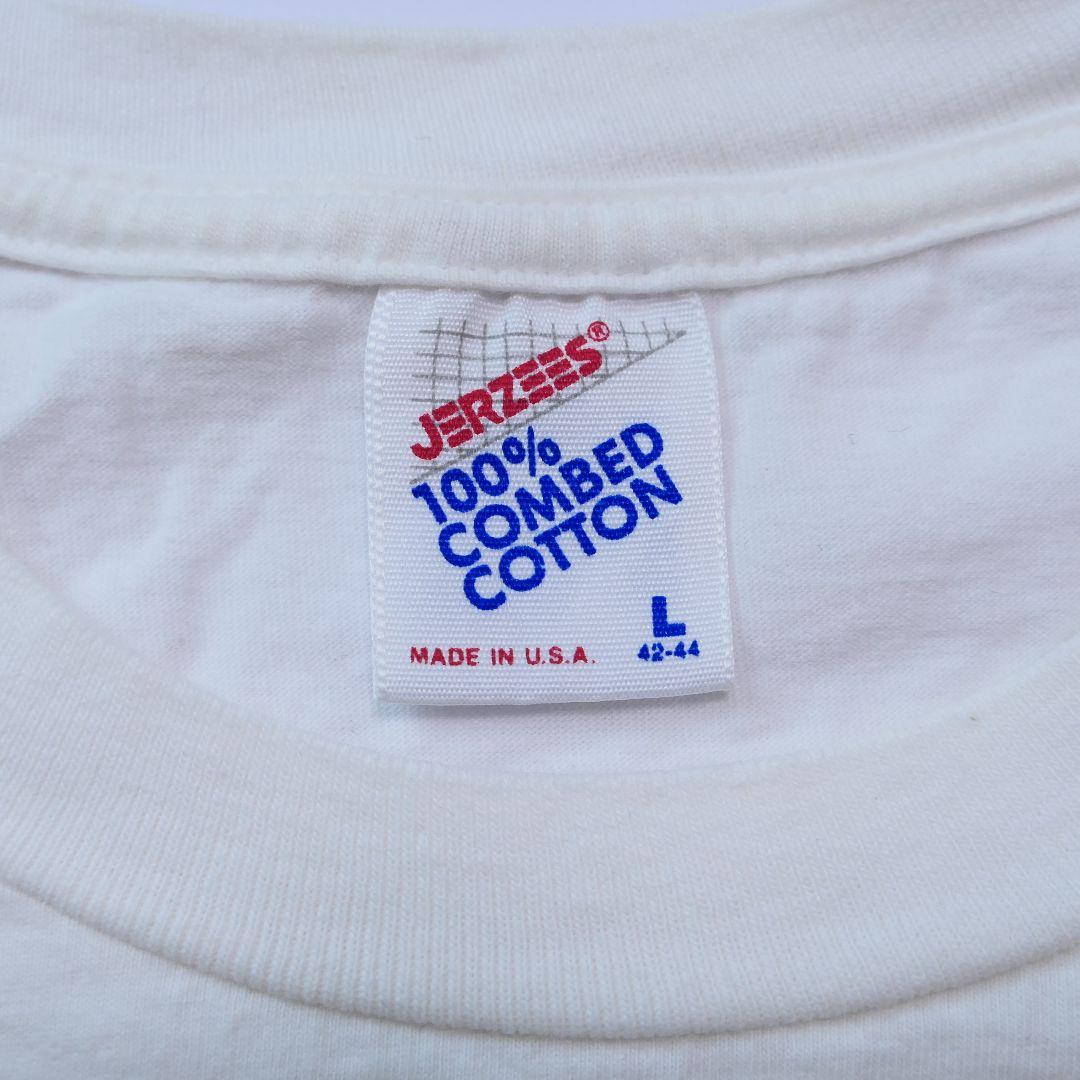 JERZEES®
100%
COMBED
COTTON
L
42-44
MADE IN U.S.A.